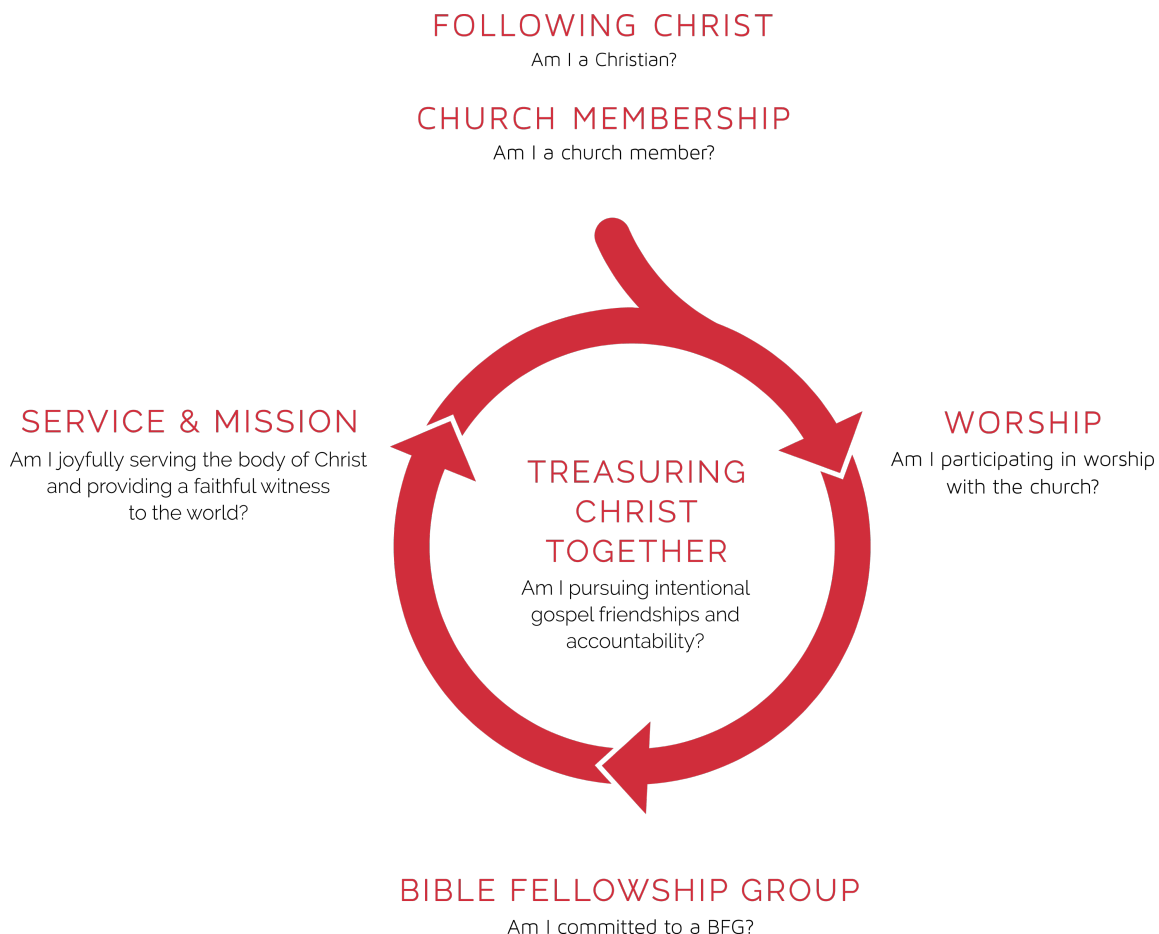 FOLLOWING CHRIST
Am I a Christian?
CHURCH MEMBERSHIP
Am I a church member?
SERVICE & MISSION
Am I joyfully serving the body of Christ
and providing a faithful witness
to the world?
WORSHIP
Am I participating in worship
with the church?
TREASURING
CHRIST
TOGETHER
Am I pursuing intentional
gospel friendships and
accountability?
BIBLE FELLOWSHIP GROUP
Am I committed to a BFG?